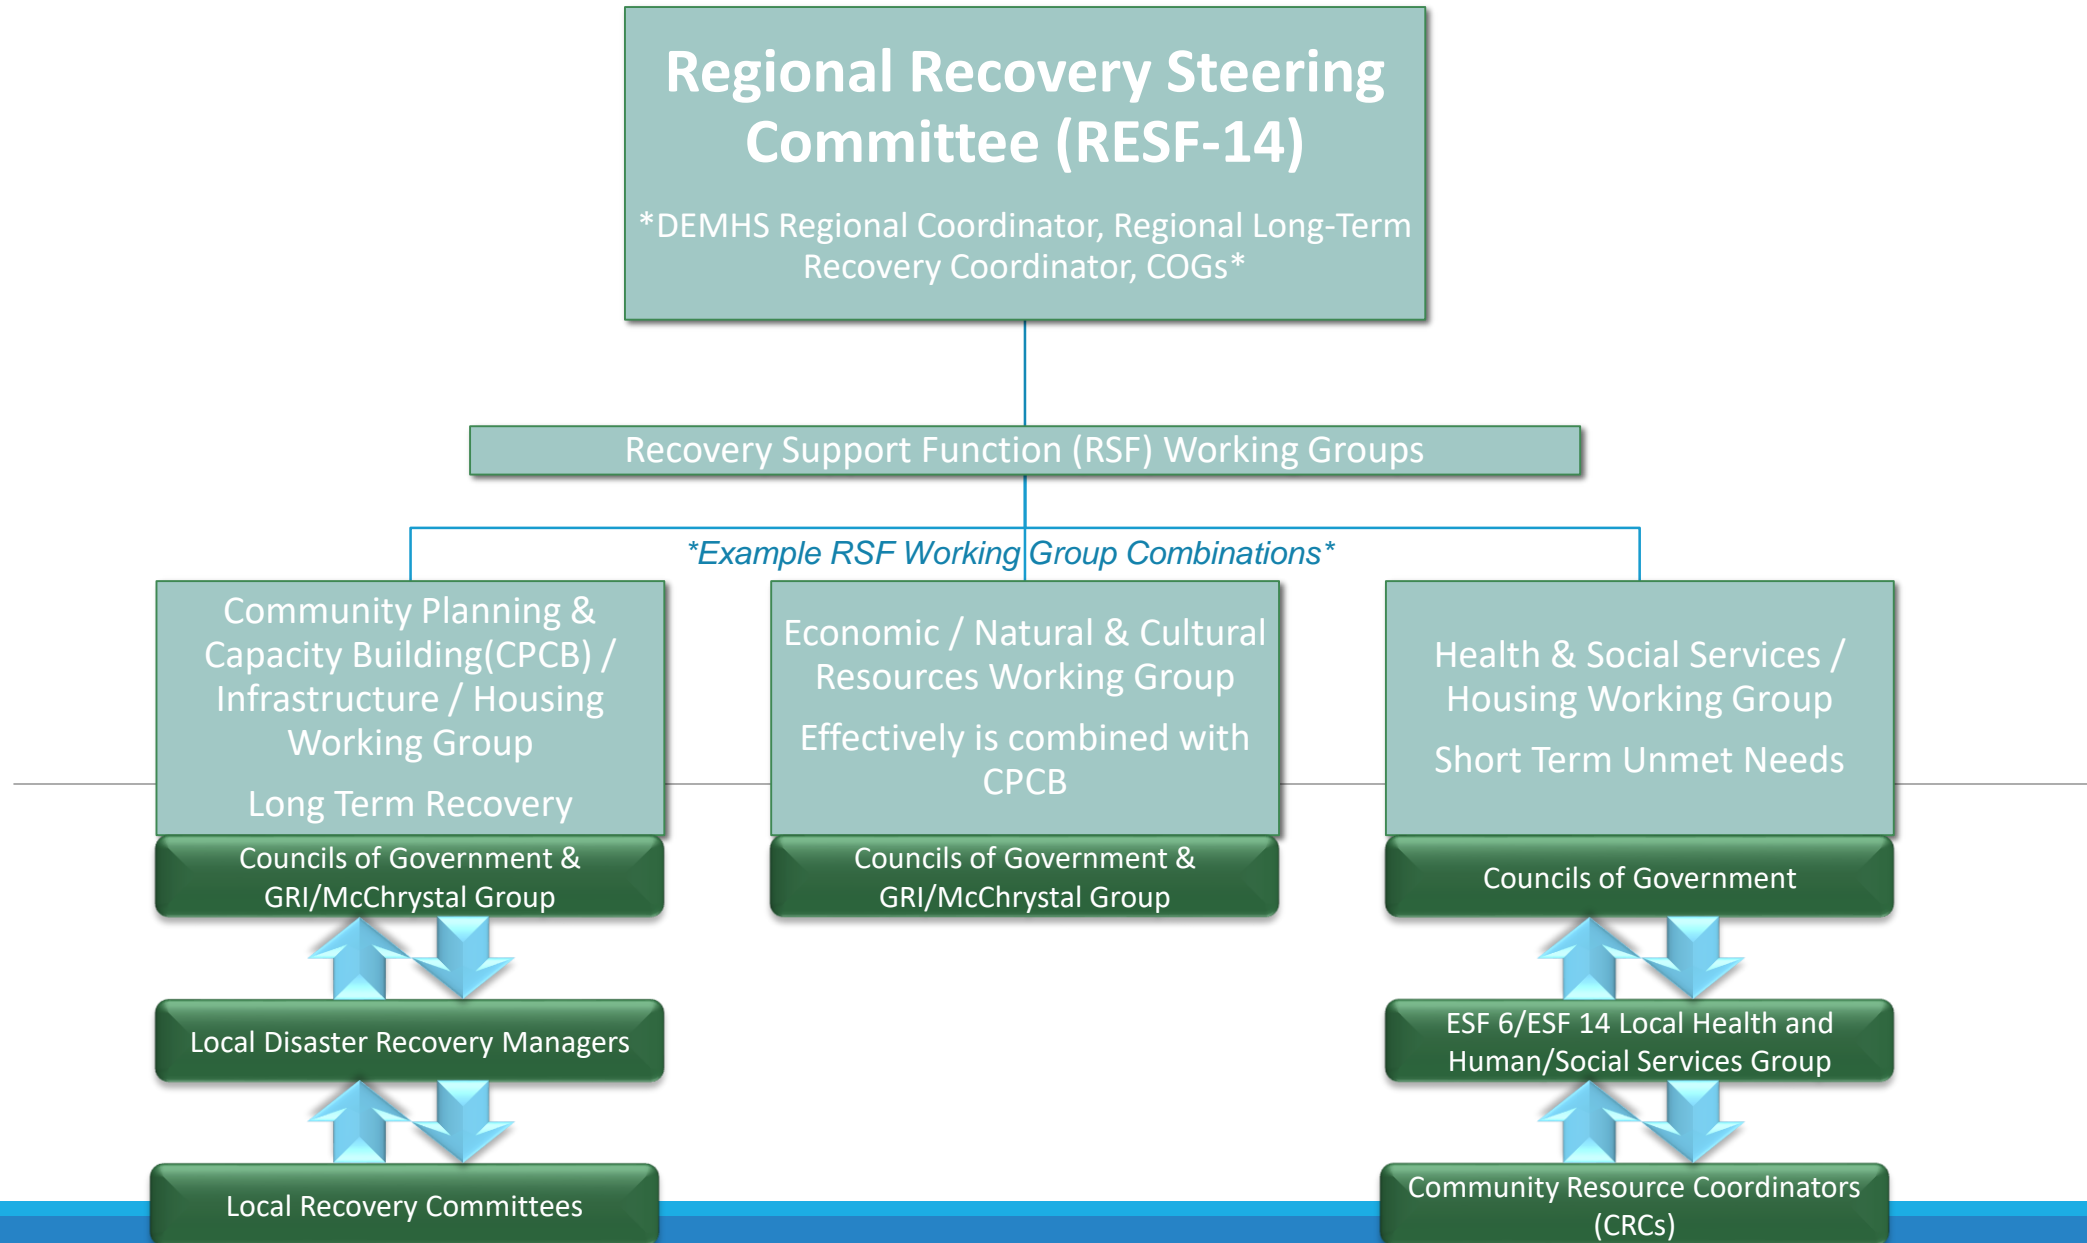 Regional Recovery Steering
Committee (RESF-14)
*DEMHS Regional Coordinator, Regional Long-Term
Recovery Coordinator, COGs*
Recovery Support Function (RSF) Working Groups
*Example RSF Working Group Combinations*
Community Planning &
Capacity Building(CPCB) /
Infrastructure / Housing
Working Group
Long Term Recovery
Councils of Government &
GRI/McChrystal Group
Local Disaster Recovery Managers
Local Recovery Committees
Economic / Natural & Cultural
Resources Working Group
Effectively is combined with
CPCB
Councils of Government &
GRI/McChrystal Group
Health & Social Services /
Housing Working Group
Short Term Unmet Needs
Councils of Government
ESF 6/ESF 14 Local Health and
Human/Social Services Group
Community Resource Coordinators
(CRCs)